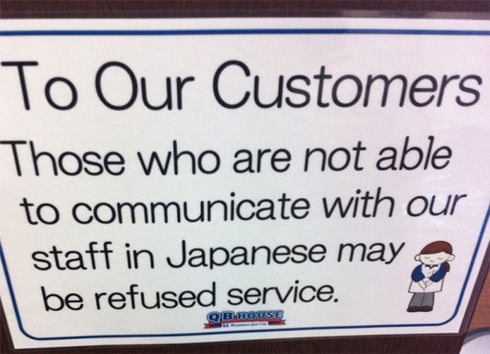 To Our Customers
Those who are not able
to communicate with our
staff in Japanese may
be refused service.
QB HOUSE